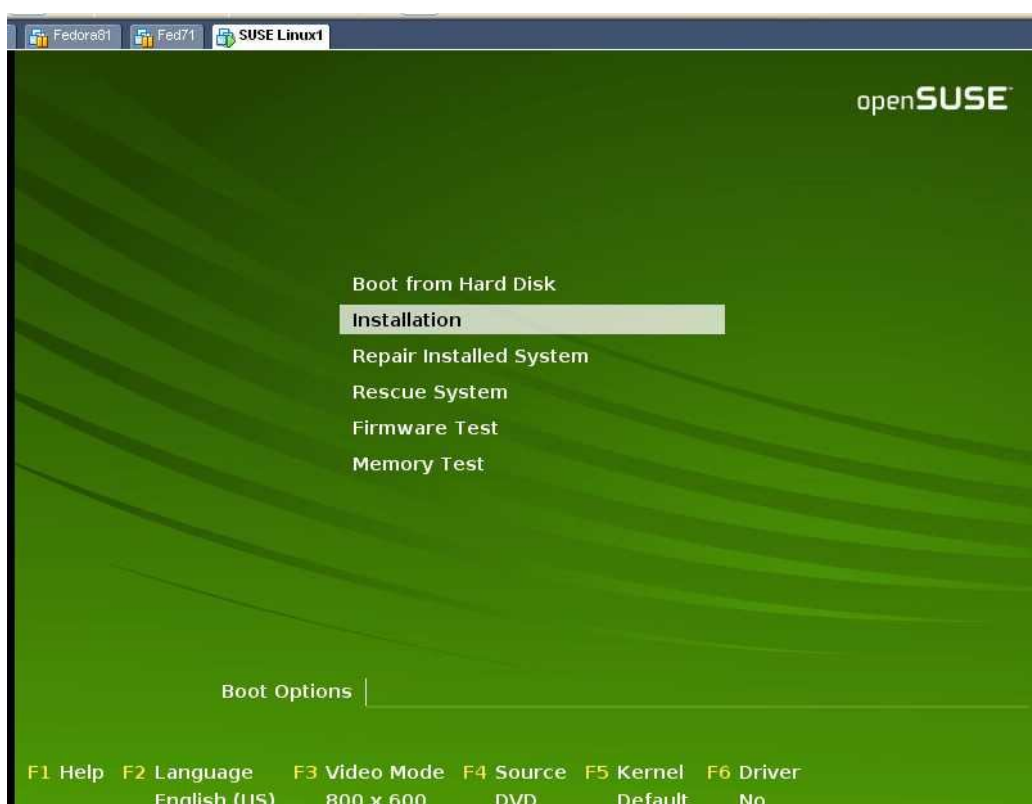 Fedora81 Fed71 SUSE Linux1
openSUSE
Boot from Hard Disk
Installation
Repair Installed System
Rescue System
Firmware Test
Memory Test
Boot Options
F1 Help F2 Language F3 Video Mode F4 Source F5 Kernel F6 Driver
English (US) 800 x 600 DVD Default No